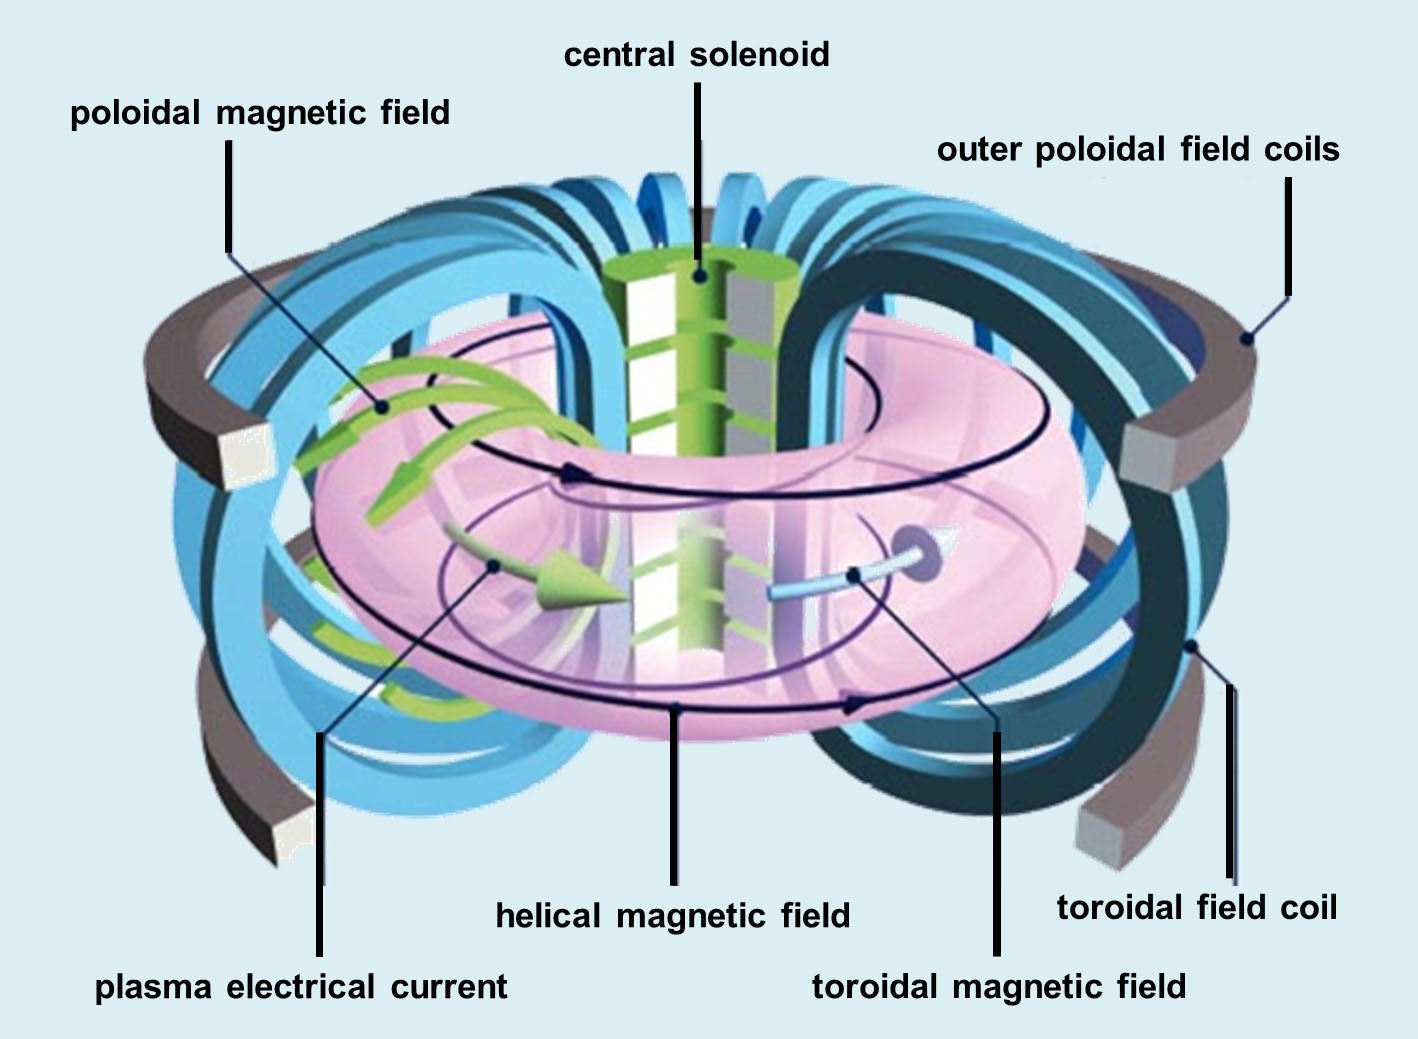 central solenoid
poloidal magnetic field
outer poloidal field coils
helical magnetic field
toroidal field coil
plasma electrical current
toroidal magnetic field